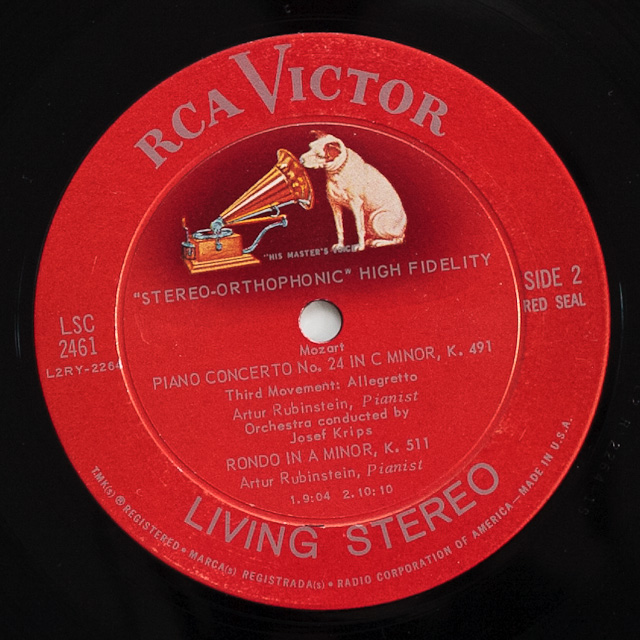 RCA VICTOR
"HIS MASTER'S VOICE"
"STEREO-ORTHOPHONIC" HIGH FIDELITY
SIDE 2
RED SEAL
LSC
2461
L2RY-2264
Mozart
PIANO CONCERTO No. 24 IN C MINOR, K. 491
Third Movement: Allegretto
Artur Rubinstein, Pianist
Orchestra conducted by
Josef Krips
RONDO IN A MINOR, K. 511
Artur Rubinstein, Pianist
1. 9:04 2. 10:10
LIVING STEREO
T.MK(s) ® REGISTERED • MARCA(s) REGISTRADA(s) • RADIO CORPORATION OF AMERICA—MADE IN U.S.A.